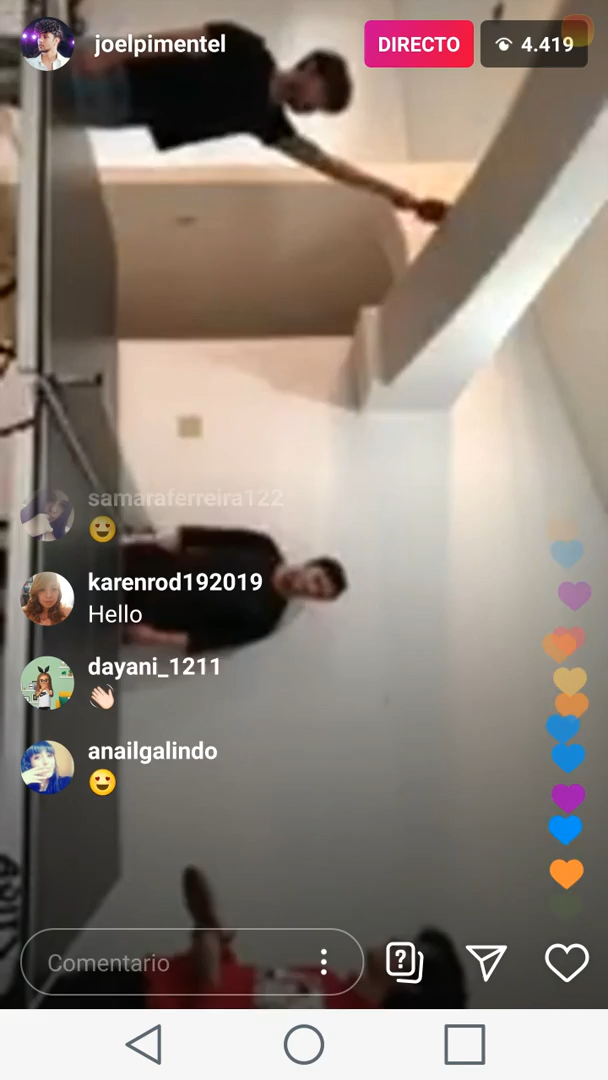 joelpimentel
DIRECTO
4.419
samaraferreira122
karenrod192019
Hello
dayani_1211
anailgalindo
Comentario